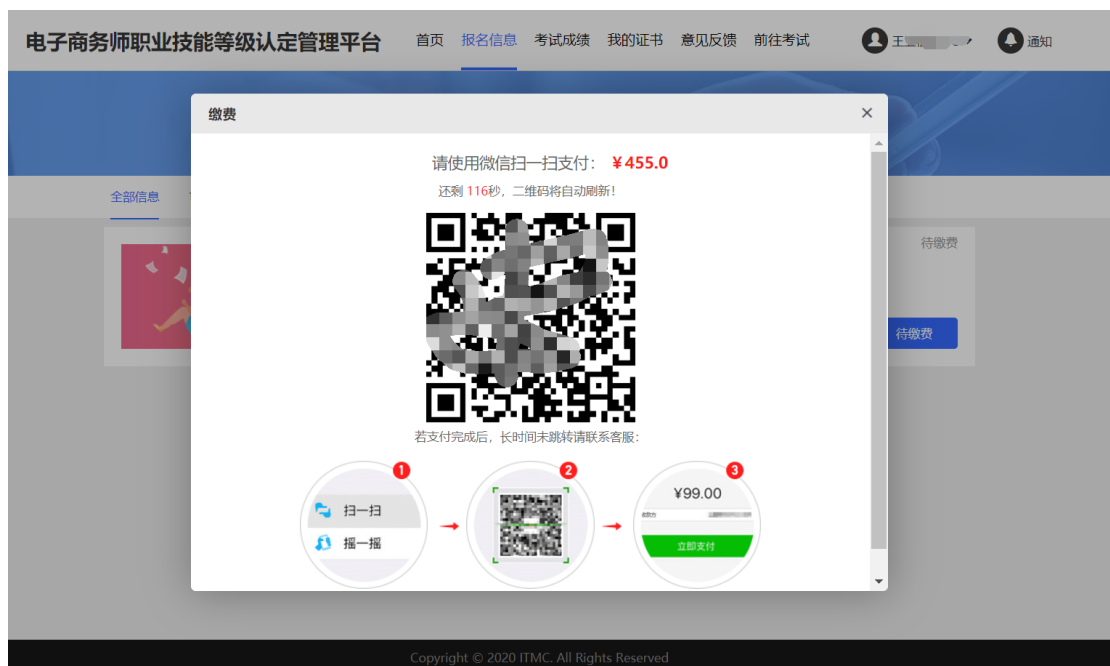 电子商务师职业技能等级认定管理平台 首页 报名信息 考试成绩 我的证书 意见反馈 前往考试 王 通知
缴费
请使用微信扫一扫支付： ￥455.0
还剩 116秒，二维码将自动刷新！
全部信息
待缴费
待缴费
若支付完成后，长时间未跳转请联系客服：
1 2 3
扫一扫
摇一摇
¥99.00
立即支付
Copyright © 2020 ITMC. All Rights Reserved